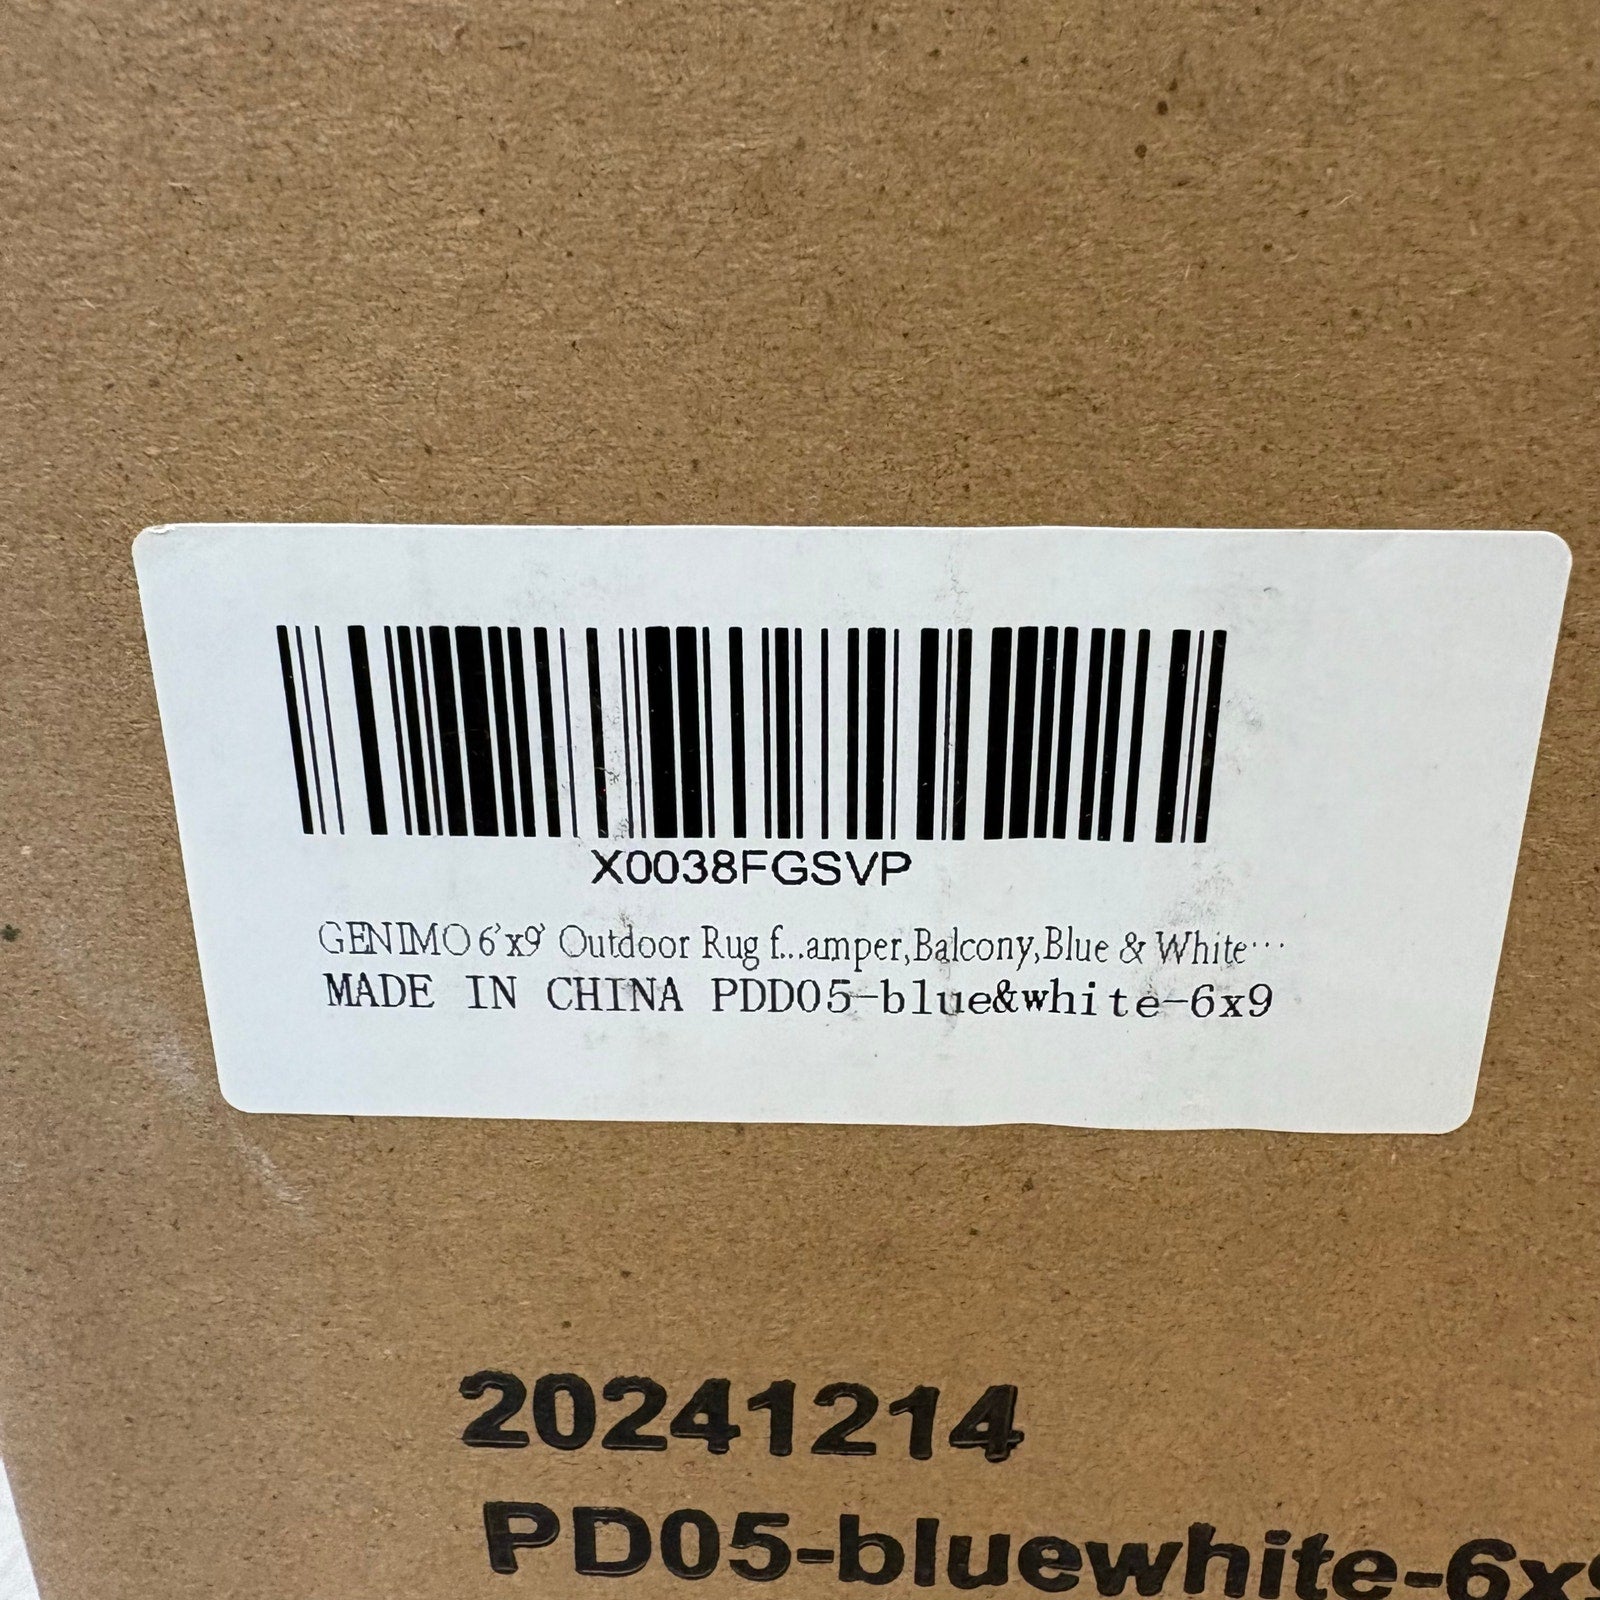 X0038FGSVP
GENIMO 6'x9' Outdoor Rug f...amper,Balcony,Blue & White···
MADE IN CHINA PDD05-blue&white-6x9
20241214
PD05-bluewhite-6x9